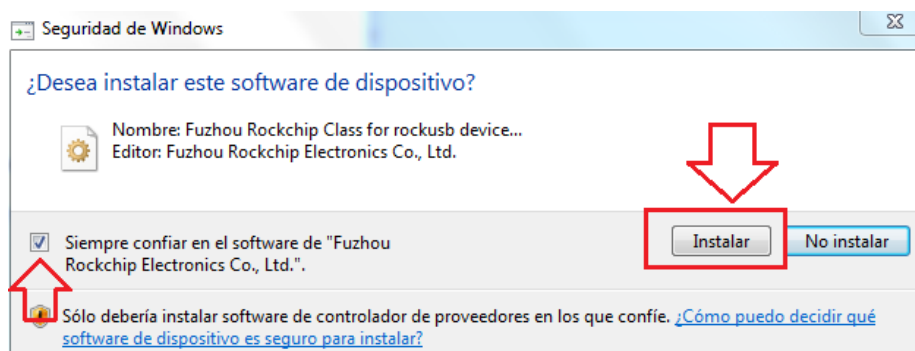 Seguridad de Windows
¿Desea instalar este software de dispositivo?
Nombre: Fuzhou Rockchip Class for rockusb device...
Editor: Fuzhou Rockchip Electronics Co., Ltd.
Siempre confiar en el software de "Fuzhou
Rockchip Electronics Co., Ltd.".
Instalar
No instalar
Sólo debería instalar software de controlador de proveedores en los que confíe. ¿Cómo puedo decidir qué
software de dispositivo es seguro para instalar?